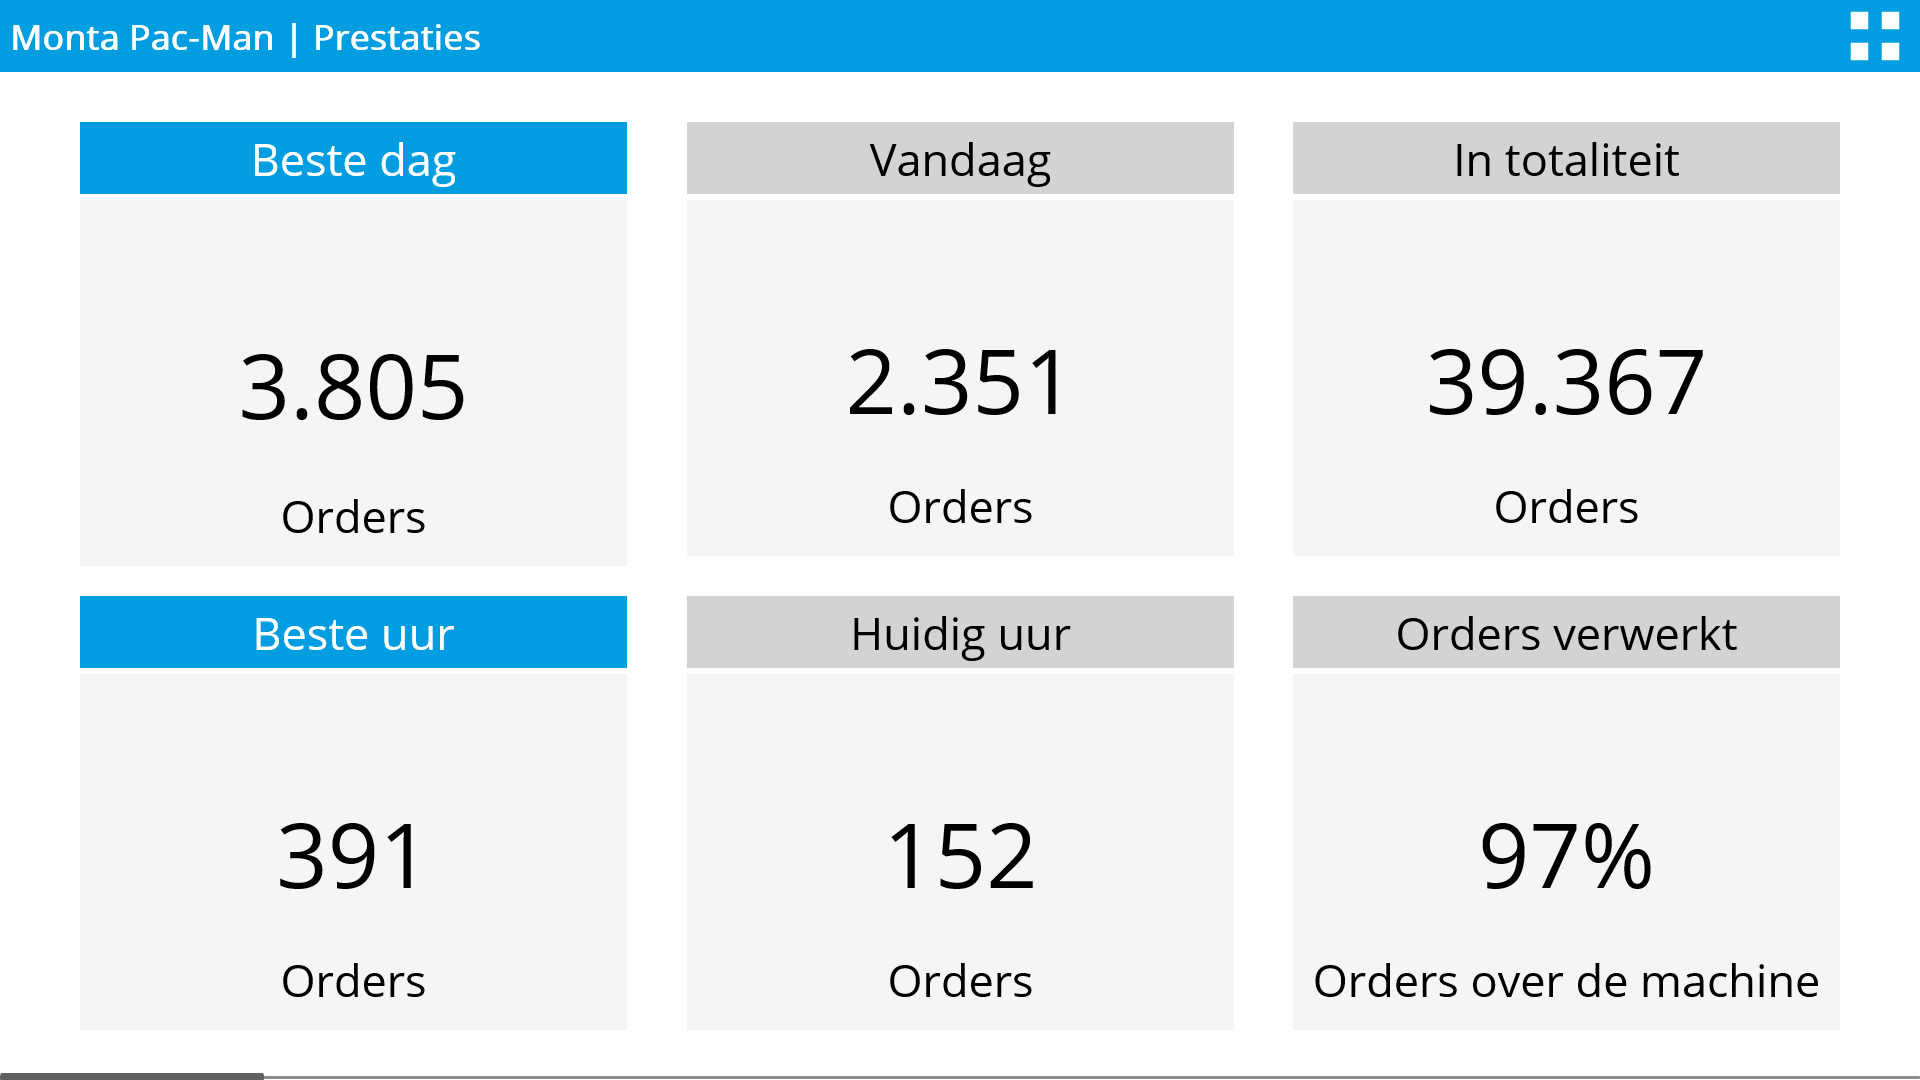 Monta Pac-Man | Prestaties
Beste dag
3.805
Orders
Vandaag
2.351
Orders
In totaliteit
39.367
Orders
Beste uur
391
Orders
Huidig uur
152
Orders
Orders verwerkt
97%
Orders over de machine